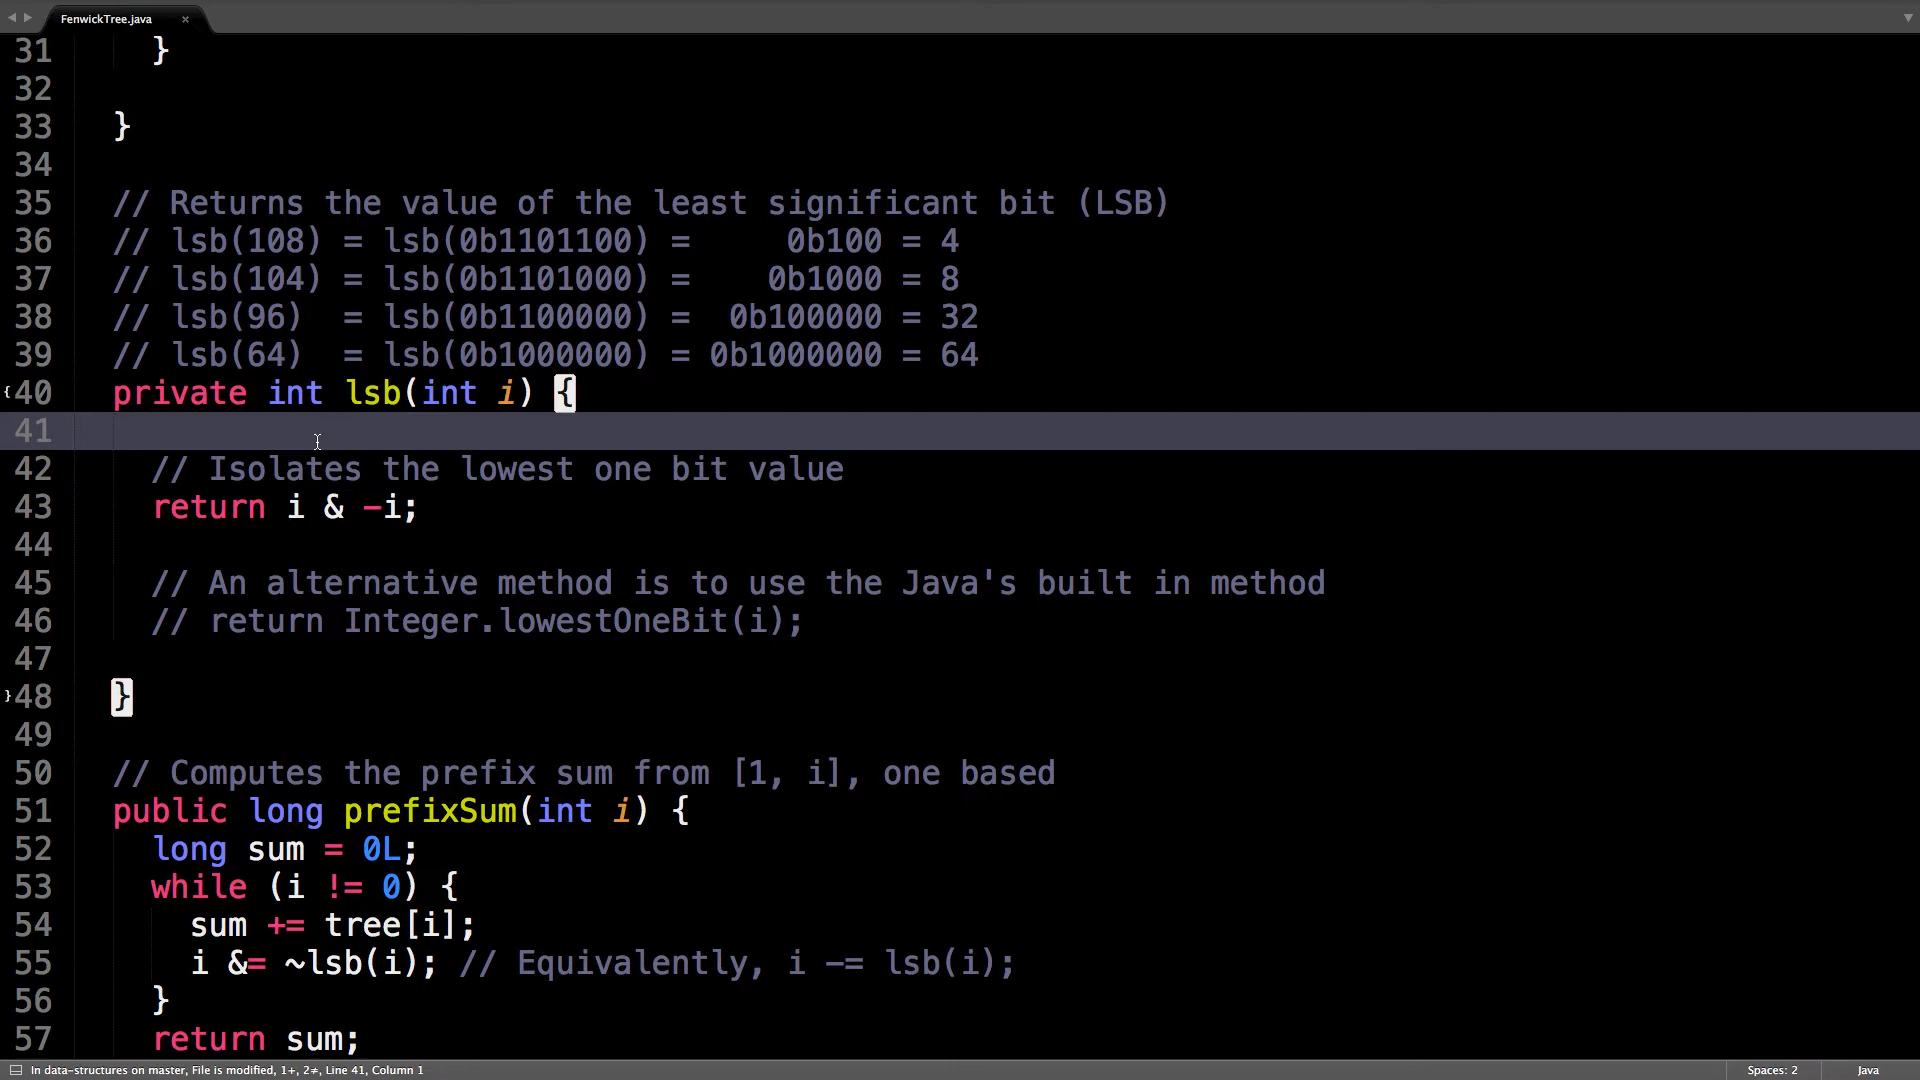 FenwickTree.java
31 }
32
33 }
34
35 // Returns the value of the least significant bit (LSB)
36 // lsb(108) = lsb(0b1101100) =     0b100 = 4
37 // lsb(104) = lsb(0b1101000) =    0b1000 = 8
38 // lsb(96)  = lsb(0b1100000) =  0b100000 = 32
39 // lsb(64)  = lsb(0b1000000) = 0b1000000 = 64
40 private int lsb(int i) {
41
42 // Isolates the lowest one bit value
43 return i & -i;
44
45 // An alternative method is to use the Java's built in method
46 // return Integer.lowestOneBit(i);
47
48 }
49
50 // Computes the prefix sum from [1, i], one based
51 public long prefixSum(int i) {
52 long sum = 0L;
53 while (i != 0) {
54 sum += tree[i];
55 i &= ~lsb(i); // Equivalently, i -= lsb(i);
56 }
57 return sum;
In data-structures on master, File is modified, 1+, 2≠, Line 41, Column 1
Spaces: 2
Java